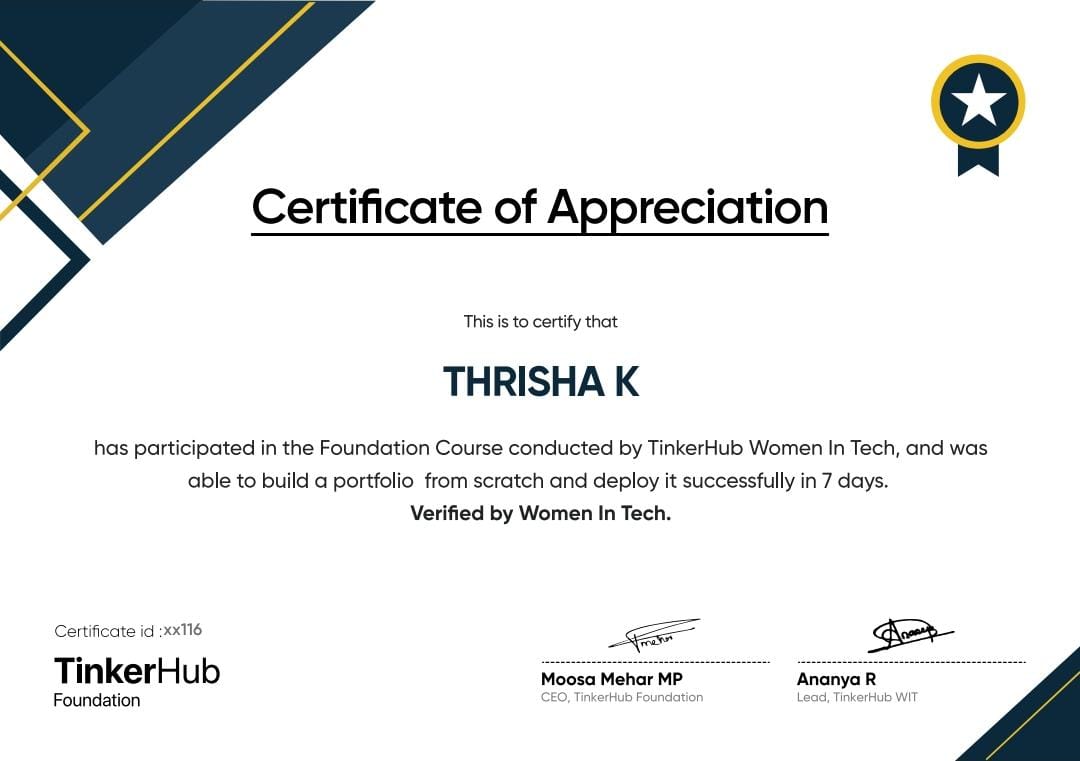 Certificate of Appreciation
This is to certify that
THRISHA K
has participated in the Foundation Course conducted by TinkerHub Women In Tech, and was
able to build a portfolio from scratch and deploy it successfully in 7 days.
Verified by Women In Tech.
Certificate id :xx116
TinkerHub
Foundation
mehar
Moosa Mehar MP
CEO, TinkerHub Foundation
Ananya
Ananya R
Lead, TinkerHub WIT